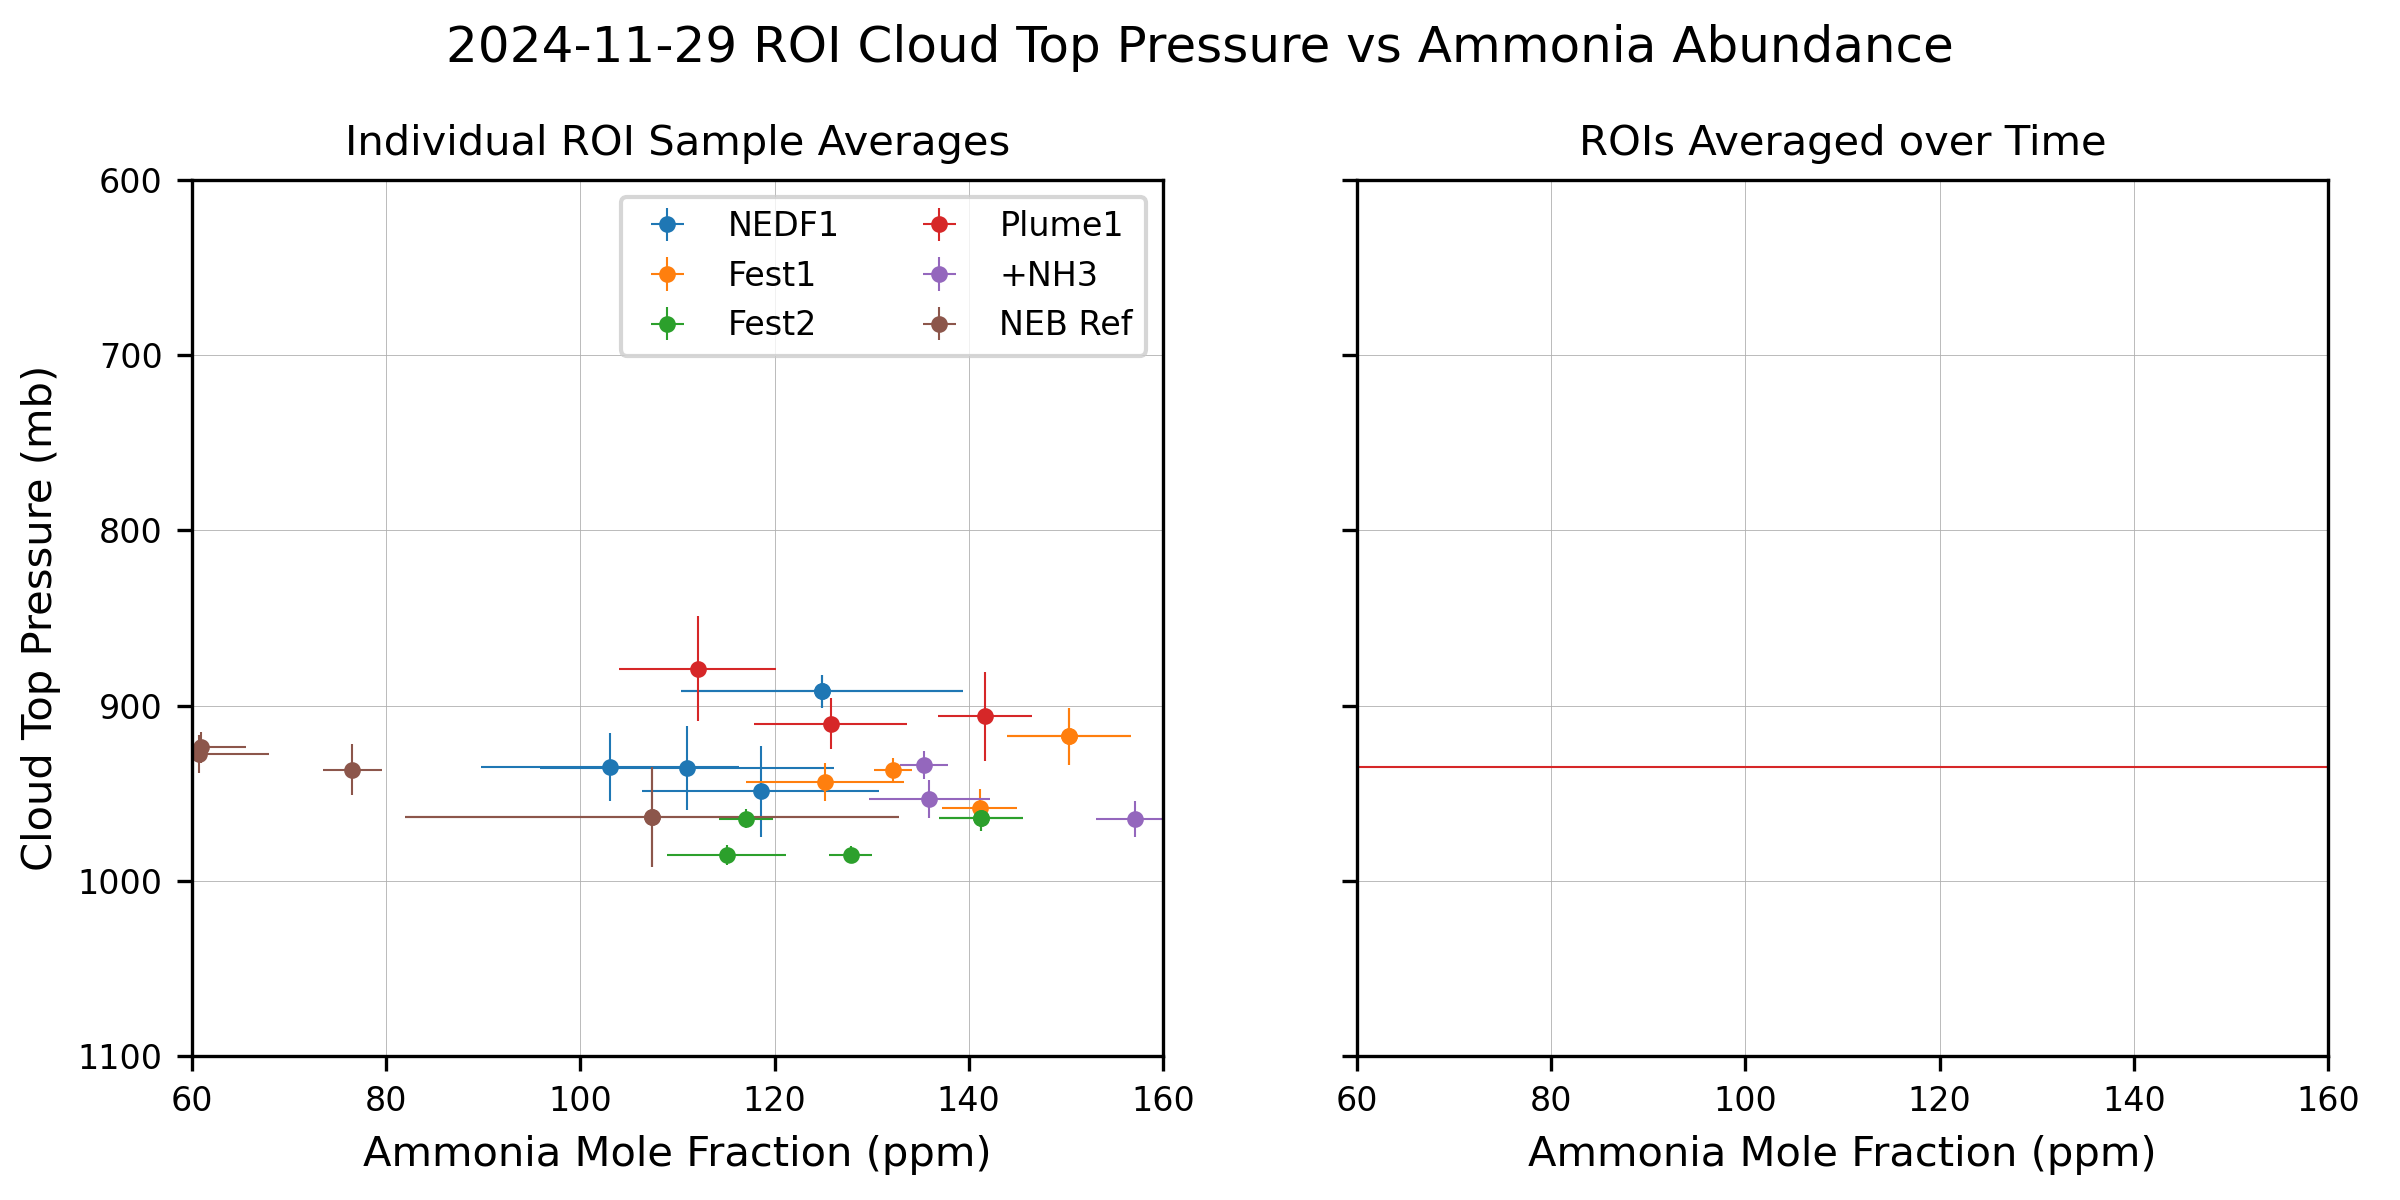 2024-11-29 ROI Cloud Top Pressure vs Ammonia Abundance
Individual ROI Sample Averages
ROIs Averaged over Time
NEDF1
Fest1
Fest2
Plume1
+NH3
NEB Ref
Cloud Top Pressure (mb)
600
700
800
900
1000
1100
60 80 100 120 140 160
60 80 100 120 140 160
Ammonia Mole Fraction (ppm)
Ammonia Mole Fraction (ppm)